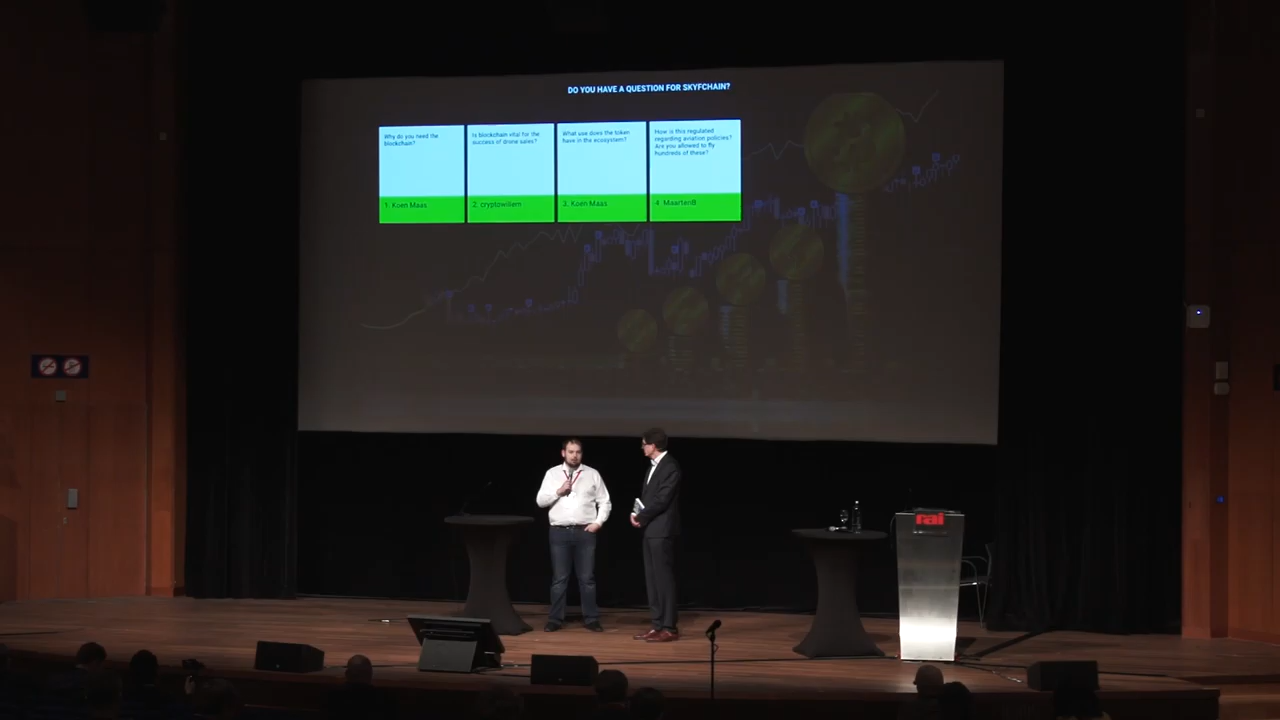 DO YOU HAVE A QUESTION FOR SKYFCHAIN?
Why do you need the
blockchain?
1. Koen Maas
Is blockchain vital for the
success of drone sales?
2. cryptowillem
What use does the token
have in the ecosystem?
3. Koen Maas
How is this regulated
regarding aviation policies?
Are you allowed to fly
hundreds of these?
4 MaartenB
rai